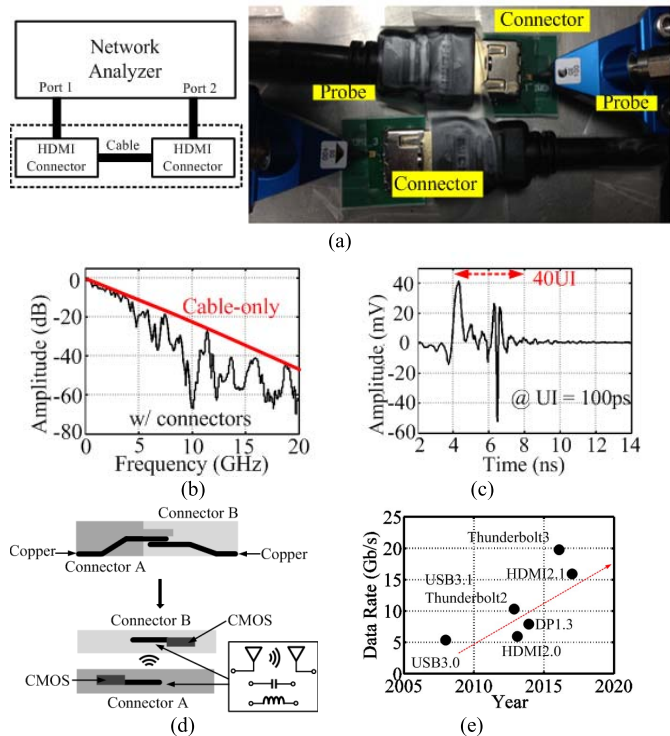 Network
Analyzer
Port 1
Port 2
HDMI
Connector
Cable
HDMI
Connector
Connector
Probe
Probe
Connector
(a)
Amplitude (dB)
0
-20
-40
-60
-80
Cable-only
w/ connectors
0
5
10
15
20
Frequency (GHz)
(b)
Amplitude (mV)
40
20
0
-20
-40
-60
40UI
@ UI = 100ps
2
4
6
8
10
12
14
Time (ns)
(c)
Connector B
Copper
Copper
Connector A
Connector B
CMOS
CMOS
Connector A
(d)
Data Rate (Gb/s)
25
20
15
10
5
0
Thunderbolt3
USB3.1
HDMI2.1
Thunderbolt2
DP1.3
HDMI2.0
USB3.0
2005
2008
2011
2014
2017
2020
Year
(e)